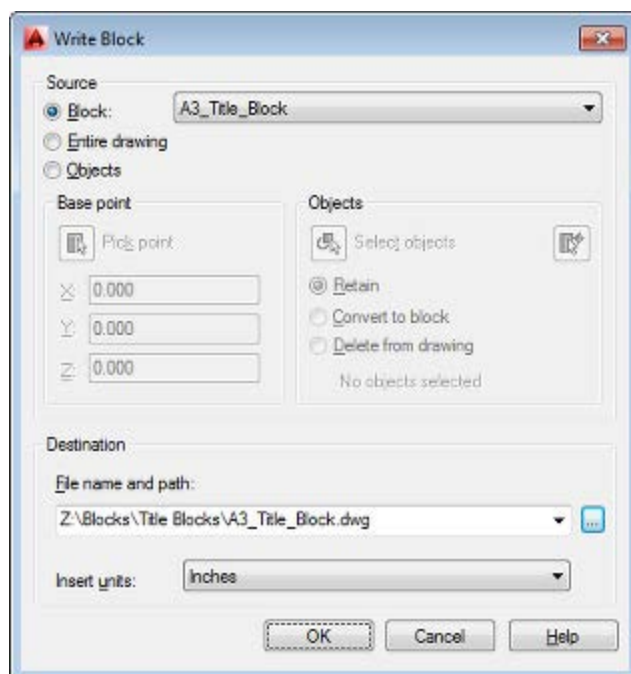 Write Block
Source
Block: A3_Title_Block
Entire drawing
Objects
Base point
Pick point
X: 0.000
Y: 0.000
Z: 0.000
Objects
Select objects
Retain
Convert to block
Delete from drawing
No objects selected
Destination
File name and path:
Z:\Blocks\Title Blocks\A3_Title_Block.dwg
...
Insert units: Inches
OK Cancel Help